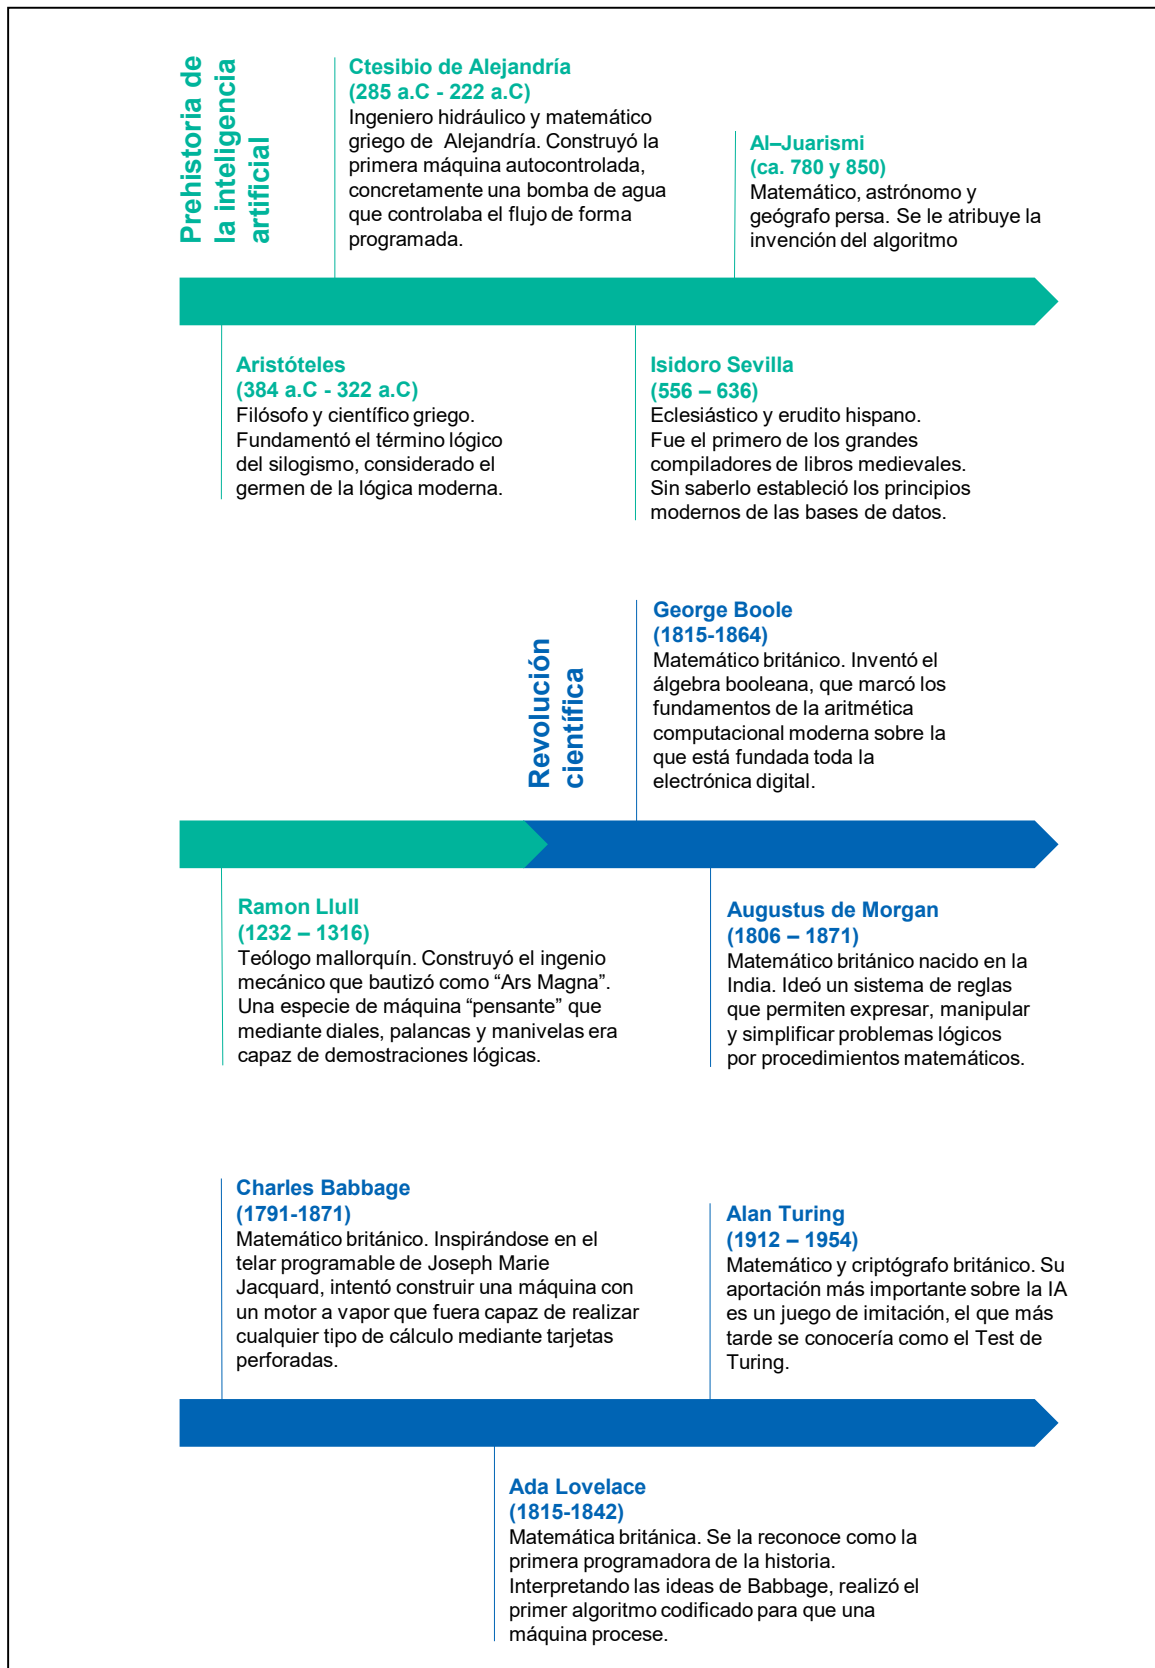 Prehistoria de
la inteligencia
artificial
Ctesibio de Alejandría
(285 a.C - 222 a.C)
Ingeniero hidráulico y matemático
griego de Alejandría. Construyó la
primera máquina autocontrolada,
concretamente una bomba de agua
que controlaba el flujo de forma
programada.
Al–Juarismi
(ca. 780 y 850)
Matemático, astrónomo y
geógrafo persa. Se le atribuye la
invención del algoritmo
Aristóteles
(384 a.C - 322 a.C)
Filósofo y científico griego.
Fundamentó el término lógico
del silogismo, considerado el
germen de la lógica moderna.
Isidoro Sevilla
(556 – 636)
Eclesiástico y erudito hispano.
Fue el primero de los grandes
compiladores de libros medievales.
Sin saberlo estableció los principios
modernos de las bases de datos.
Revolución
científica
George Boole
(1815-1864)
Matemático británico. Inventó el
álgebra booleana, que marcó los
fundamentos de la aritmética
computacional moderna sobre la
que está fundada toda la
electrónica digital.
Ramon Llull
(1232 – 1316)
Teólogo mallorquín. Construyó el ingenio
mecánico que bautizó como “Ars Magna”.
Una especie de máquina “pensante” que
mediante diales, palancas y manivelas era
capaz de demostraciones lógicas.
Augustus de Morgan
(1806 – 1871)
Matemático británico nacido en la
India. Ideó un sistema de reglas
que permiten expresar, manipular
y simplificar problemas lógicos
por procedimientos matemáticos.
Charles Babbage
(1791-1871)
Matemático británico. Inspirándose en el
telar programable de Joseph Marie
Jacquard, intentó construir una máquina con
un motor a vapor que fuera capaz de realizar
cualquier tipo de cálculo mediante tarjetas
perforadas.
Alan Turing
(1912 – 1954)
Matemático y criptógrafo británico. Su
aportación más importante sobre la IA
es un juego de imitación, el que más
tarde se conocería como el Test de
Turing.
Ada Lovelace
(1815-1842)
Matemática británica. Se la reconoce como la
primera programadora de la historia.
Interpretando las ideas de Babbage, realizó el
primer algoritmo codificado para que una
máquina procese.